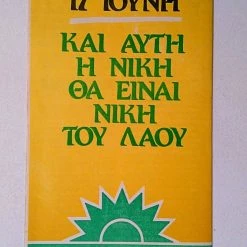 17 ΙΟΥΝΗ
ΚΑΙ ΑΥΤΗ
Η ΝΙΚΗ
ΘΑ ΕΙΝΑΙ
ΝΙΚΗ
ΤΟΥ ΛΑΟΥ